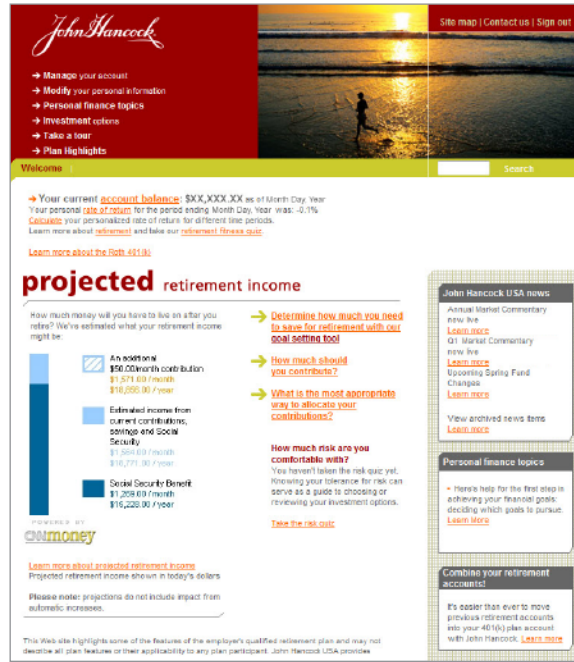 John Hancock
Site map | Contact us | Sign out
→ Manage your account
→ Modify your personal information
→ Personal finance topics
→ Investment options
→ Take a tour
→ Plan Highlights
Welcome
Search
→ Your current account balance: $XX,XXX.XX as of Month Day, Year
Your personal rate of return for the period ending Month Day, Year was: -0.1%
Calculate your personalized rate of return for different time periods.
Learn more about retirement and take our retirement fitness quiz.
Learn more about the Roth 401(k)
projected retirement income
How much money will you have to live on after you
retire? We've estimated what your retirement income
might be:
An additional
$50.00/month contribution
/month
/year
Estimated income from
current contributions,
savings and Social
Security
/month
/year
Social Security Benefit
$1,269.00 / month
$15,228.00 / year
POWERED BY
CNNmoney
Learn more about projected retirement income
Projected retirement income shown in today's dollars
Please note: projections do not include impact from
automatic increases.
→ Determine how much you need
to save for retirement with our
goal setting tool
→ How much should
you contribute?
→ What is the most appropriate
way to allocate your
contributions?
How much risk are you
comfortable with?
You haven't taken the risk quiz yet.
Knowing your tolerance for risk can
serve as a guide to choosing or
reviewing your investment options.
Take the risk quiz
John Hancock USA news
Annual Market Commentary
now live
Learn more
Q1 Market Commentary
now live
Learn more
Upcoming Spring Fund
Changes
Learn more
View archived news items
Learn more
Personal finance topics
• Here's help for the first step in
achieving your financial goals:
deciding which goals to pursue.
Learn More
Combine your retirement
accounts!
It's easier than ever to move
previous retirement accounts
into your 401(k) plan account
with John Hancock. Learn more
This Web site highlights some of the features of the employer's qualified retirement plan and may not
describe all plan features or their applicability to any plan participant. John Hancock USA provides